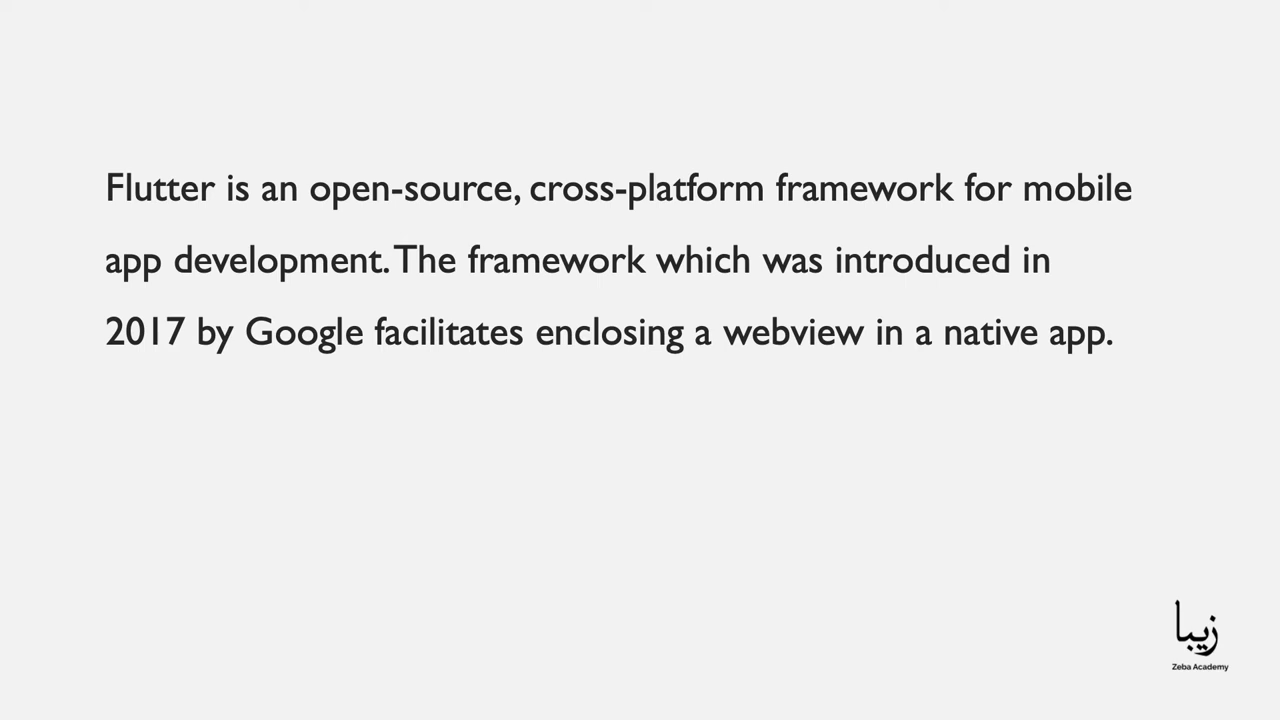 Flutter is an open-source, cross-platform framework for mobile
app development. The framework which was introduced in
2017 by Google facilitates enclosing a webview in a native app.
زیبا
Zeba Academy